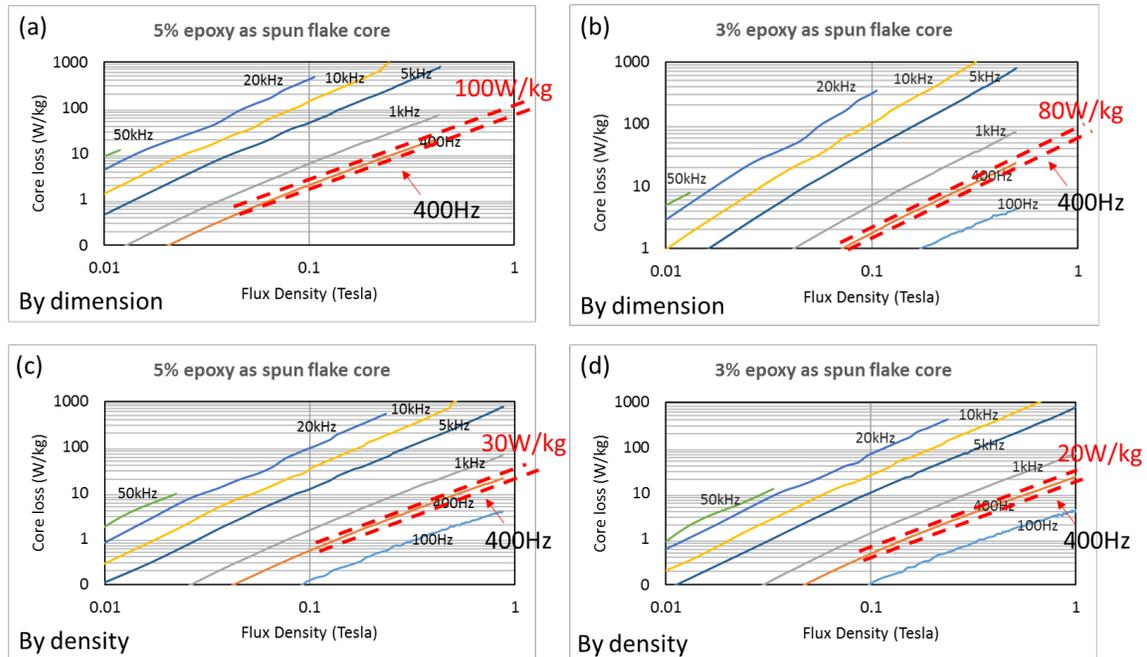 (a)
5% epoxy as spun flake core
Core loss (W/kg)
1000
100
10
1
0
50kHz
20kHz
10kHz
5kHz
1kHz
400Hz
100W/kg
400Hz
0.01
0.1
1
Flux Density (Tesla)
By dimension
(b)
3% epoxy as spun flake core
Core loss (W/kg)
1000
100
10
1
50kHz
20kHz
10kHz
5kHz
1kHz
400Hz
100Hz
80W/kg
400Hz
0.01
0.1
1
Flux Density (Tesla)
By dimension
(c)
5% epoxy as spun flake core
Core loss (W/kg)
1000
100
10
1
0
50kHz
20kHz
10kHz
5kHz
1kHz
400Hz
100Hz
30W/kg
400Hz
0.01
0.1
1
Flux Density (Tesla)
By density
(d)
3% epoxy as spun flake core
Core loss (W/kg)
1000
100
10
1
0
50kHz
20kHz
10kHz
5kHz
1kHz
400Hz
100Hz
20W/kg
400Hz
0.01
0.1
1
Flux Density (Tesla)
By density